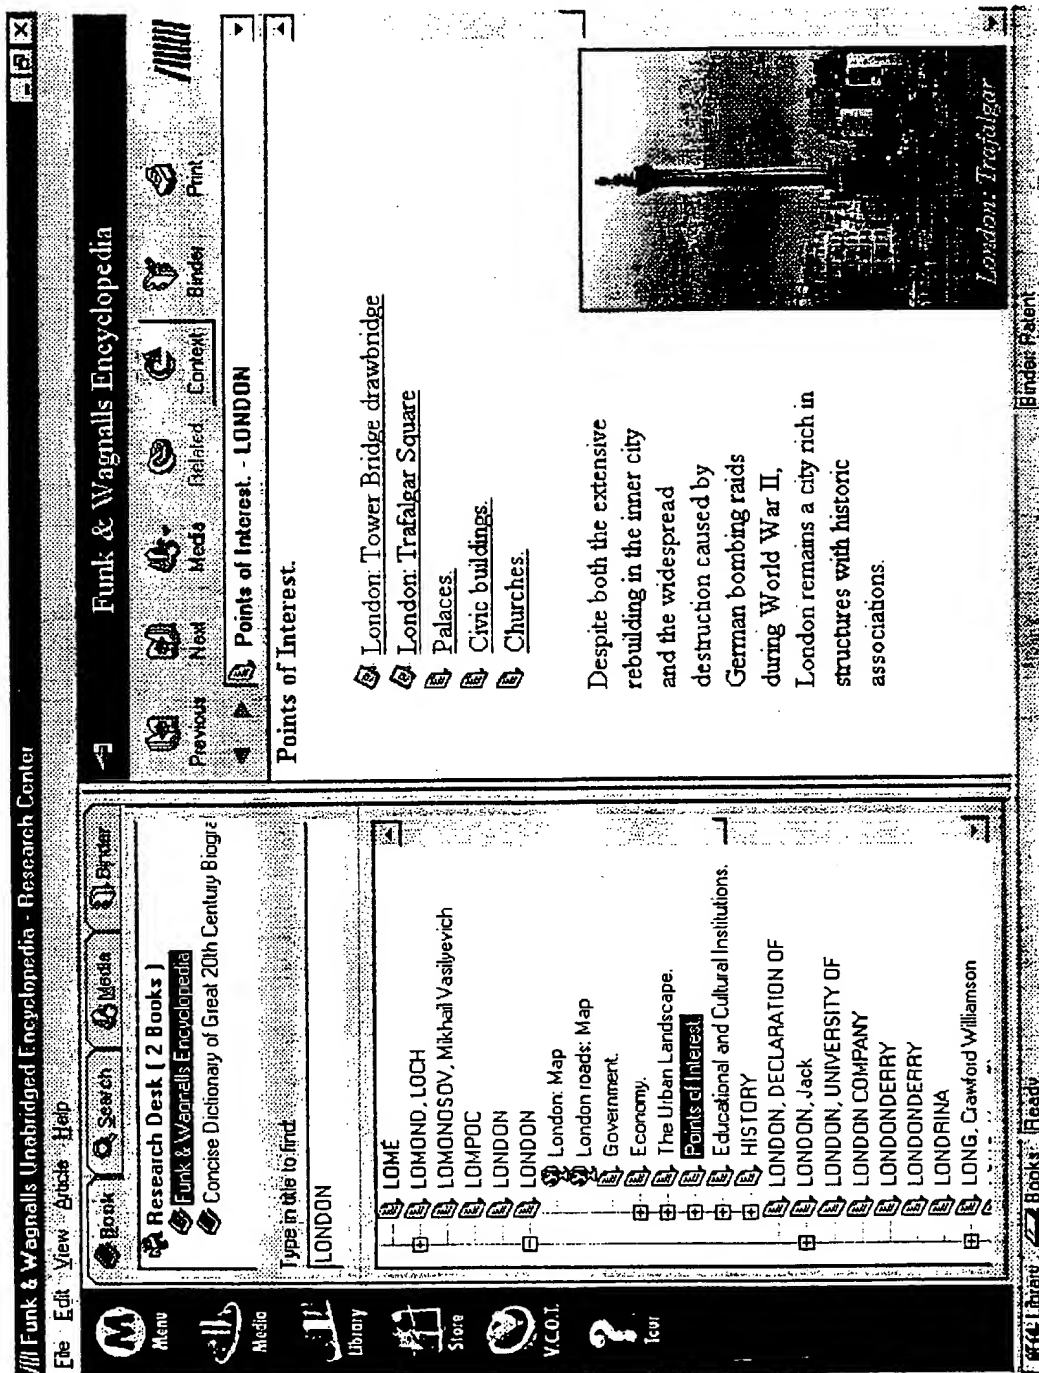 Funk & Wagnalls Unabridged Encyclopedia - Research Center
File Edit View Article Help
Menu
Media
Library
Store
V.C.O.T.
Tour
Book Search Media Binder
Research Desk ( 2 Books )
Funk & Wagnalls Encyclopedia
Concise Dictionary of Great 20th Century Biogra
Type in title to find:
LONDON
LOMÉ
LOMOND, LOCH
LOMONOSOV, Mikhail Vasilyevich
LOMPOC
LONDON
LONDON
London: Map
London roads: Map
Government.
Economy.
The Urban Landscape.
Points of Interest.
Educational and Cultural Institutions.
HISTORY
LONDON, DECLARATION OF
LONDON, Jack
LONDON, UNIVERSITY OF
LONDON COMPANY
LONDONDERRY
LONDONDERRY
LONDRINA
LONG, Crawford Williamson
Funk & Wagnalls Encyclopedia
Previous Next Media Related Context Binder Print
Points of Interest. - LONDON
Points of Interest.
London: Tower Bridge drawbridge
London: Trafalgar Square
Palaces.
Civic buildings.
Churches.
Despite both the extensive
rebuilding in the inner city
and the widespread
destruction caused by
German bombing raids
during World War II,
London remains a city rich in
structures with historic
associations.
London: Trafalgar
Library Books: Ready
Binder: Patent